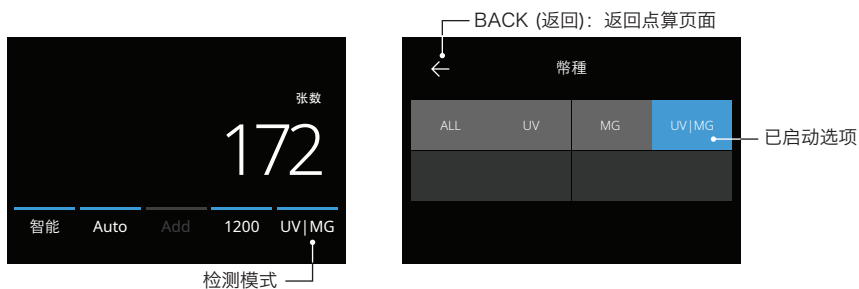 BACK (返回)：返回点算页面
张数
172
智能 Auto Add 1200 UV|MG
检测模式
幣種
ALL UV MG UV|MG
已启动选项